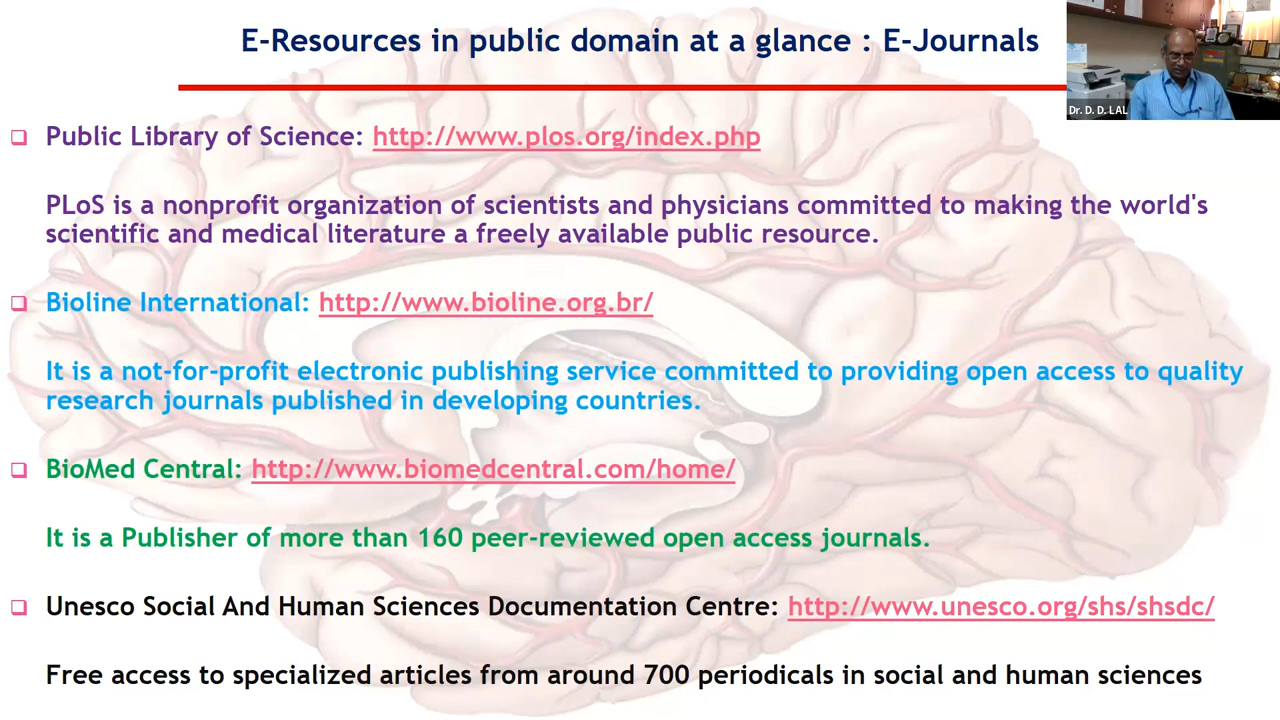 E-Resources in public domain at a glance : E-Journals
Dr. D. D. LAL
Public Library of Science: http://www.plos.org/index.php
PLoS is a nonprofit organization of scientists and physicians committed to making the world's
scientific and medical literature a freely available public resource.
Bioline International: http://www.bioline.org.br/
It is a not-for-profit electronic publishing service committed to providing open access to quality
research journals published in developing countries.
BioMed Central: http://www.biomedcentral.com/home/
It is a Publisher of more than 160 peer-reviewed open access journals.
Unesco Social And Human Sciences Documentation Centre: http://www.unesco.org/shs/shsdc/
Free access to specialized articles from around 700 periodicals in social and human sciences